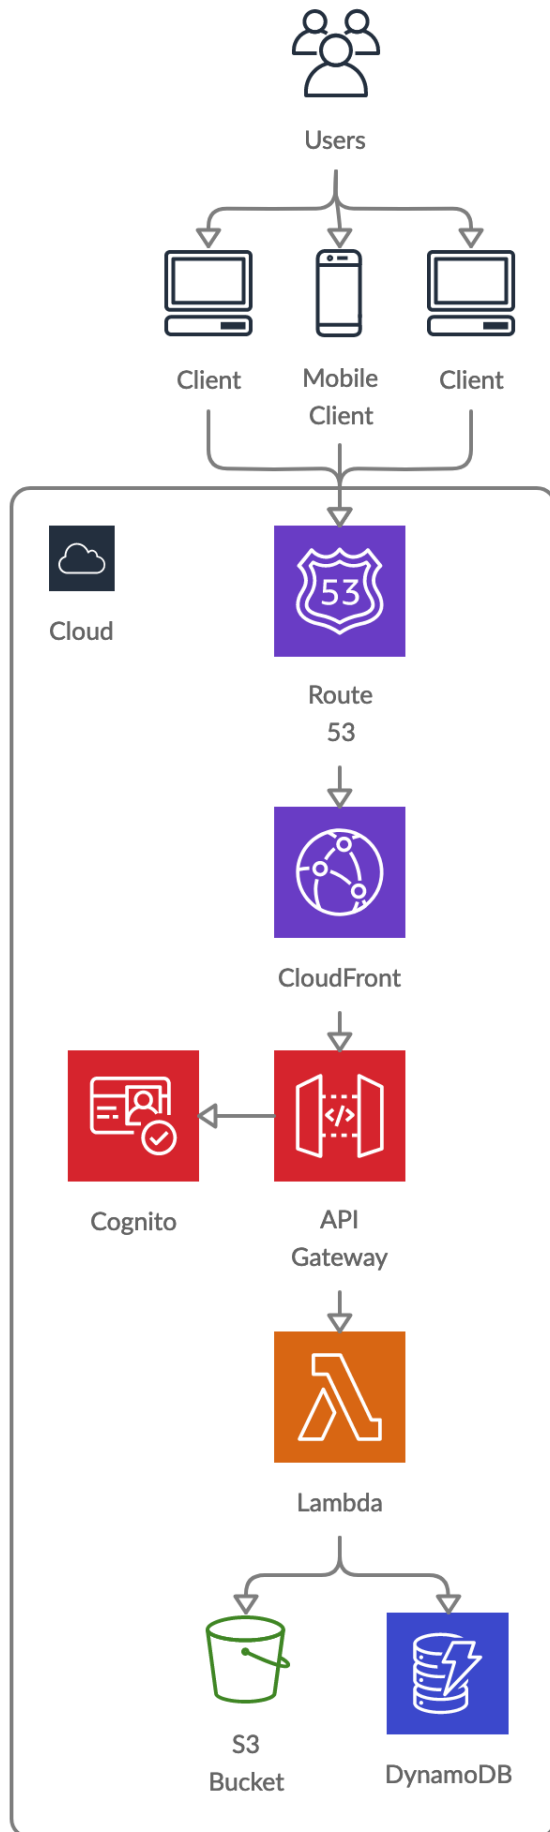 Users
Client
Mobile
Client
Client
Cloud
53
Route
53
CloudFront
</>
Cognito
API
Gateway
Lambda
S3
Bucket
DynamoDB